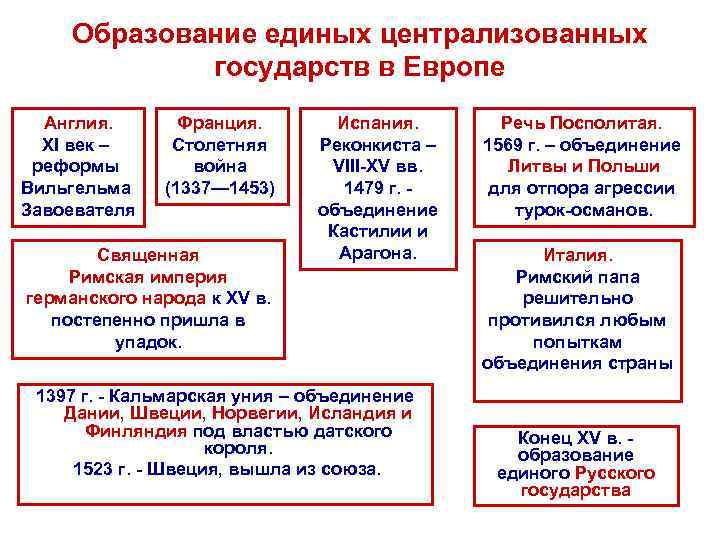 Образование единых централизованных
государств в Европе
Англия.
XI век –
реформы
Вильгельма
Завоевателя
Франция.
Столетняя
война
(1337—1453)
Испания.
Реконкиста –
VIII-XV вв.
1479 г. -
объединение
Кастилии и
Арагона.
Речь Посполитая.
1569 г. – объединение
Литвы и Польши
для отпора агрессии
турок-османов.
Священная
Римская империя
германского народа к XV в.
постепенно пришла в
упадок.
Италия.
Римский папа
решительно
противился любым
попыткам
объединения страны
1397 г. - Кальмарская уния – объединение
Дании, Швеции, Норвегии, Исландия и
Финляндия под властью датского
короля.
1523 г. - Швеция, вышла из союза.
Конец XV в. -
образование
единого Русского
государства